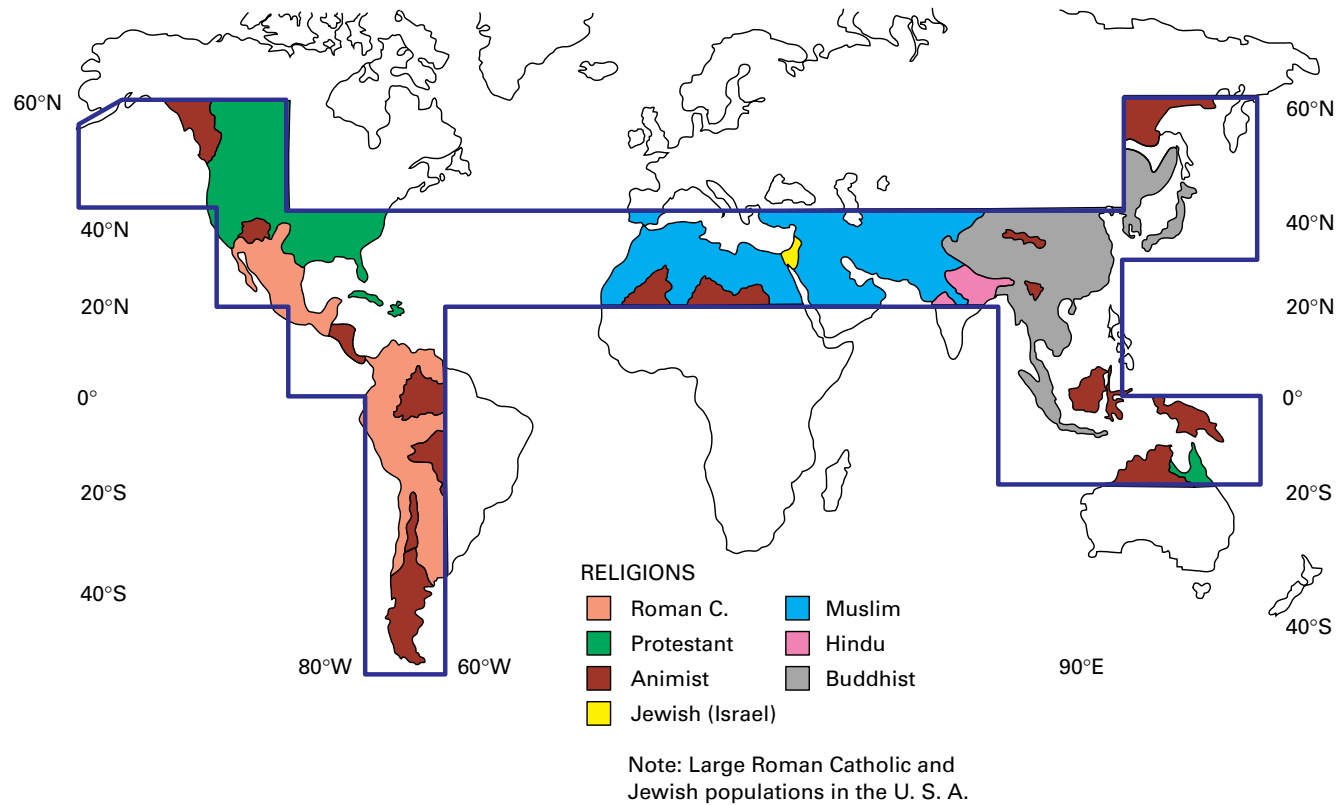 60°N
40°N
20°N
0°
20°S
40°S
60°N
40°N
20°N
0°
20°S
40°S
80°W
60°W
90°E
RELIGIONS
Roman C.
Protestant
Animist
Jewish (Israel)
Muslim
Hindu
Buddhist
Note: Large Roman Catholic and
Jewish populations in the U. S. A.